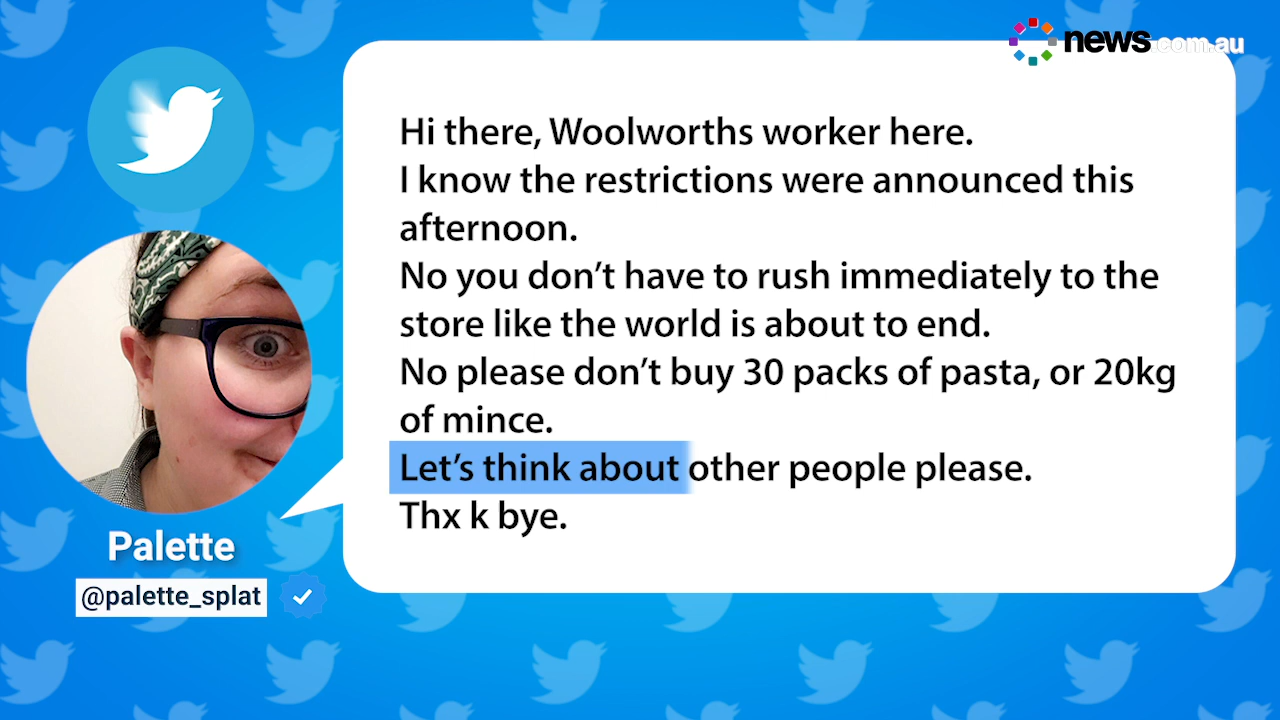 news.com.au
Hi there, Woolworths worker here.
I know the restrictions were announced this
afternoon.
No you don’t have to rush immediately to the
store like the world is about to end.
No please don’t buy 30 packs of pasta, or 20kg
of mince.
Let’s think about other people please.
Thx k bye.
Palette
@palette_splat